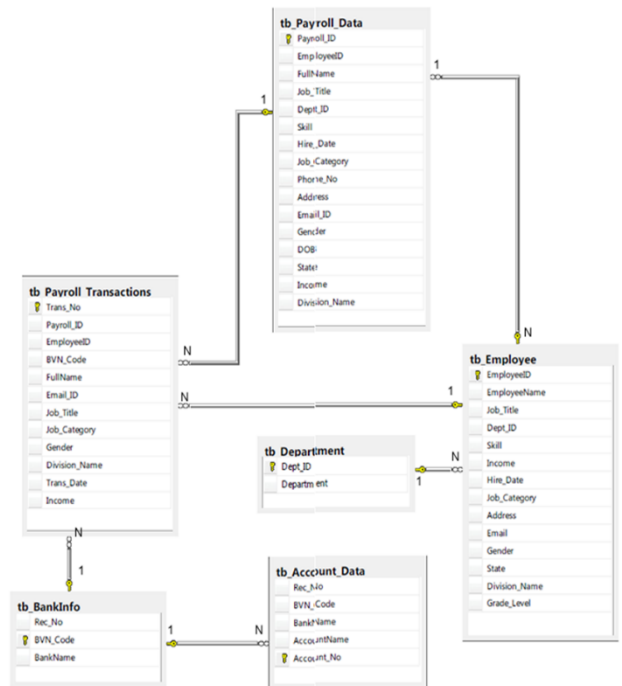 tb_Payroll_Data
Payroll_ID
EmployeeID
FullName
Job_Title
Dept_ID
Skill
Hire_Date
Job_Category
Phone_No
Address
Email_ID
Gender
DOB
State
Income
Division_Name
1
1
N
N
1
N
tb_Payroll_Transactions
Trans_No
Payroll_ID
EmployeeID
BVN_Code
FullName
Email_ID
Job_Title
Job_Category
Gender
Division_Name
Trans_Date
Income
tb_Employee
EmployeeID
EmployeeName
Job_Title
Dept_ID
Skill
Income
Hire_Date
Job_Category
Address
Email
Gender
State
Division_Name
Grade_Level
tb_Department
Dept_ID
Department
N
1
N
1
tb_BankInfo
Rec_No
BVN_Code
BankName
1
N
tb_Account_Data
Rec_No
BVN_Code
BankName
AccountName
Account_No